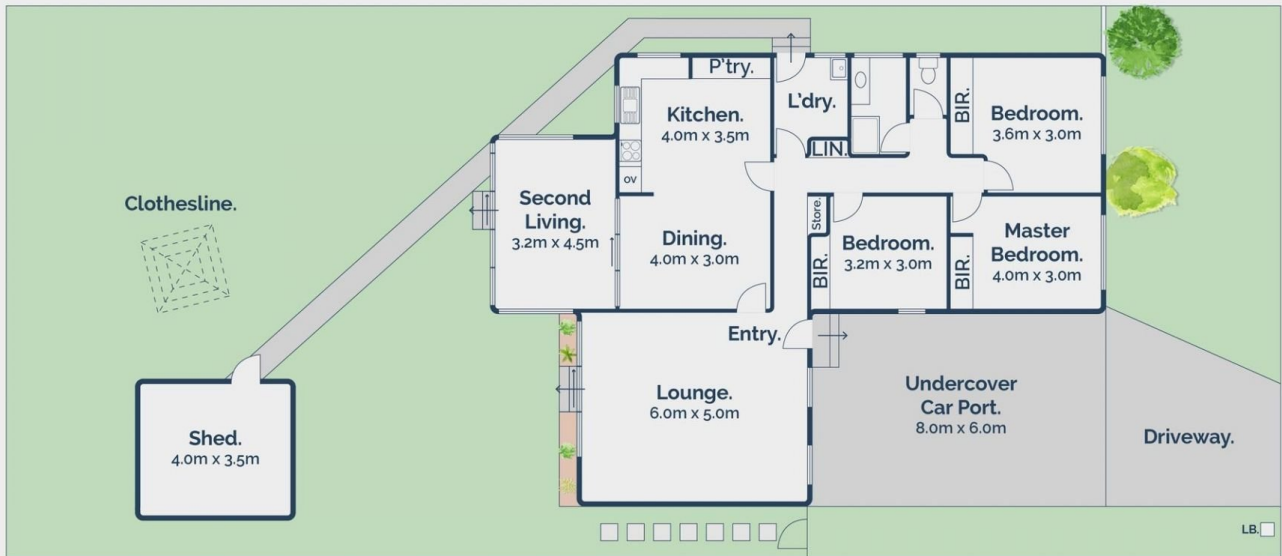 P'try.
Kitchen.
4.0m x 3.5m
OV
L'dry.
LIN.
BIR.
Bedroom.
3.6m x 3.0m
Clothesline.
Second
Living.
3.2m x 4.5m
Dining.
4.0m x 3.0m
Store.
BIR.
Bedroom.
3.2m x 3.0m
BIR.
Master
Bedroom.
4.0m x 3.0m
Entry.
Lounge.
6.0m x 5.0m
Undercover
Car Port.
8.0m x 6.0m
Driveway.
Shed.
4.0m x 3.5m
LB.